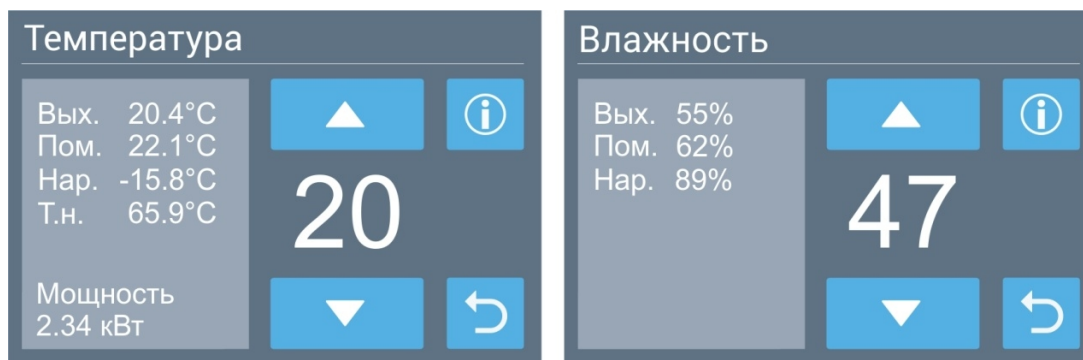 Температура
Вых. 20.4°C
Пом. 22.1°C
Нар. -15.8°C
Т.н. 65.9°C
Мощность
2.34 кВт
20
Влажность
Вых. 55%
Пом. 62%
Нар. 89%
47